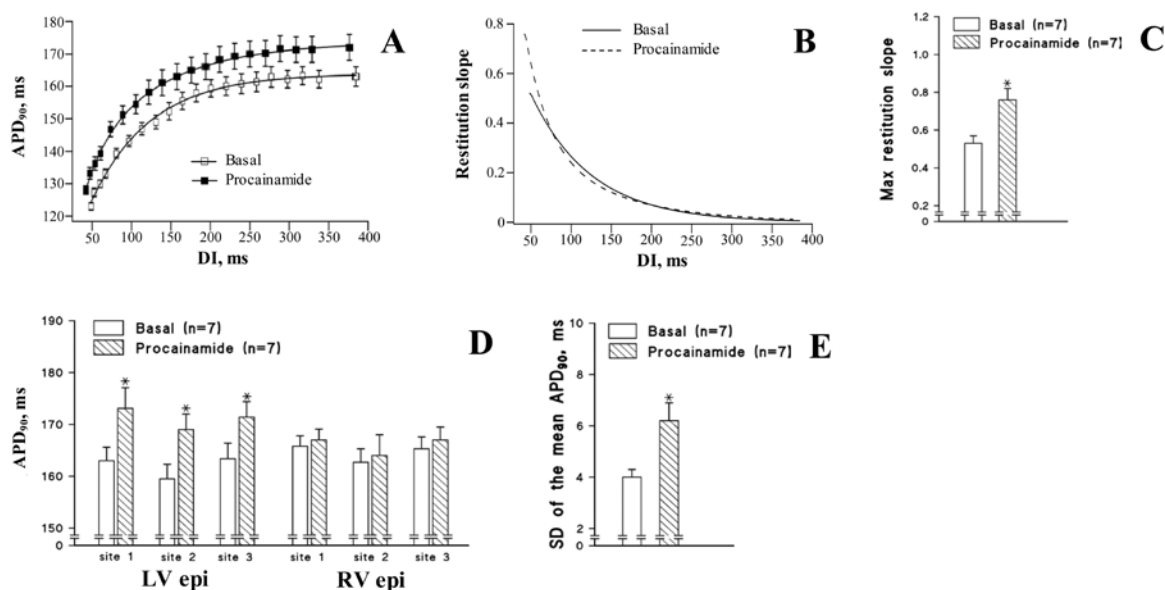 A
180
170
160
150
140
130
120
APD90, ms
Basal
Procainamide
50 100 150 200 250 300 350 400
DI, ms
B
0.8
0.6
0.4
0.2
0
Restitution slope
Basal
Procainamide
50 100 150 200 250 300 350 400
DI, ms
C
1.2
1.0
0.8
0.6
0.4
0.2
0
Max restitution slope
Basal (n=7)
Procainamide (n=7)
*
D
190
180
170
160
150
0
APD90, ms
Basal (n=7)
Procainamide (n=7)
* * *
site 1 site 2 site 3 site 1 site 2 site 3
LV epi RV epi
E
10
8
6
4
2
0
SD of the mean APD90, ms
Basal (n=7)
Procainamide (n=7)
*